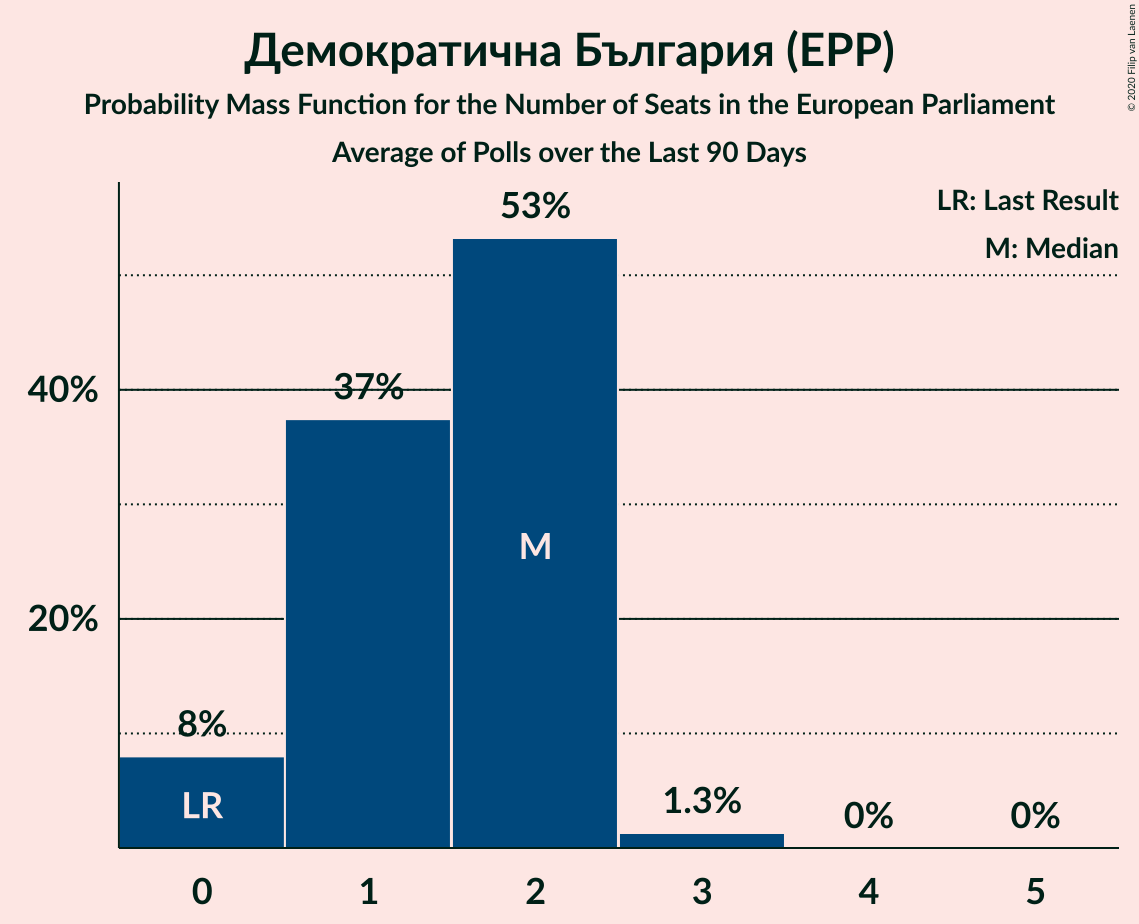 Демократична България (EPP)
Probability Mass Function for the Number of Seats in the European Parliament
Average of Polls over the Last 90 Days
© 2020 Filip van Laenen
LR: Last Result
M: Median
53%
40%
37%
M
20%
8%
LR
1.3%
0%
0%
0 1 2 3 4 5